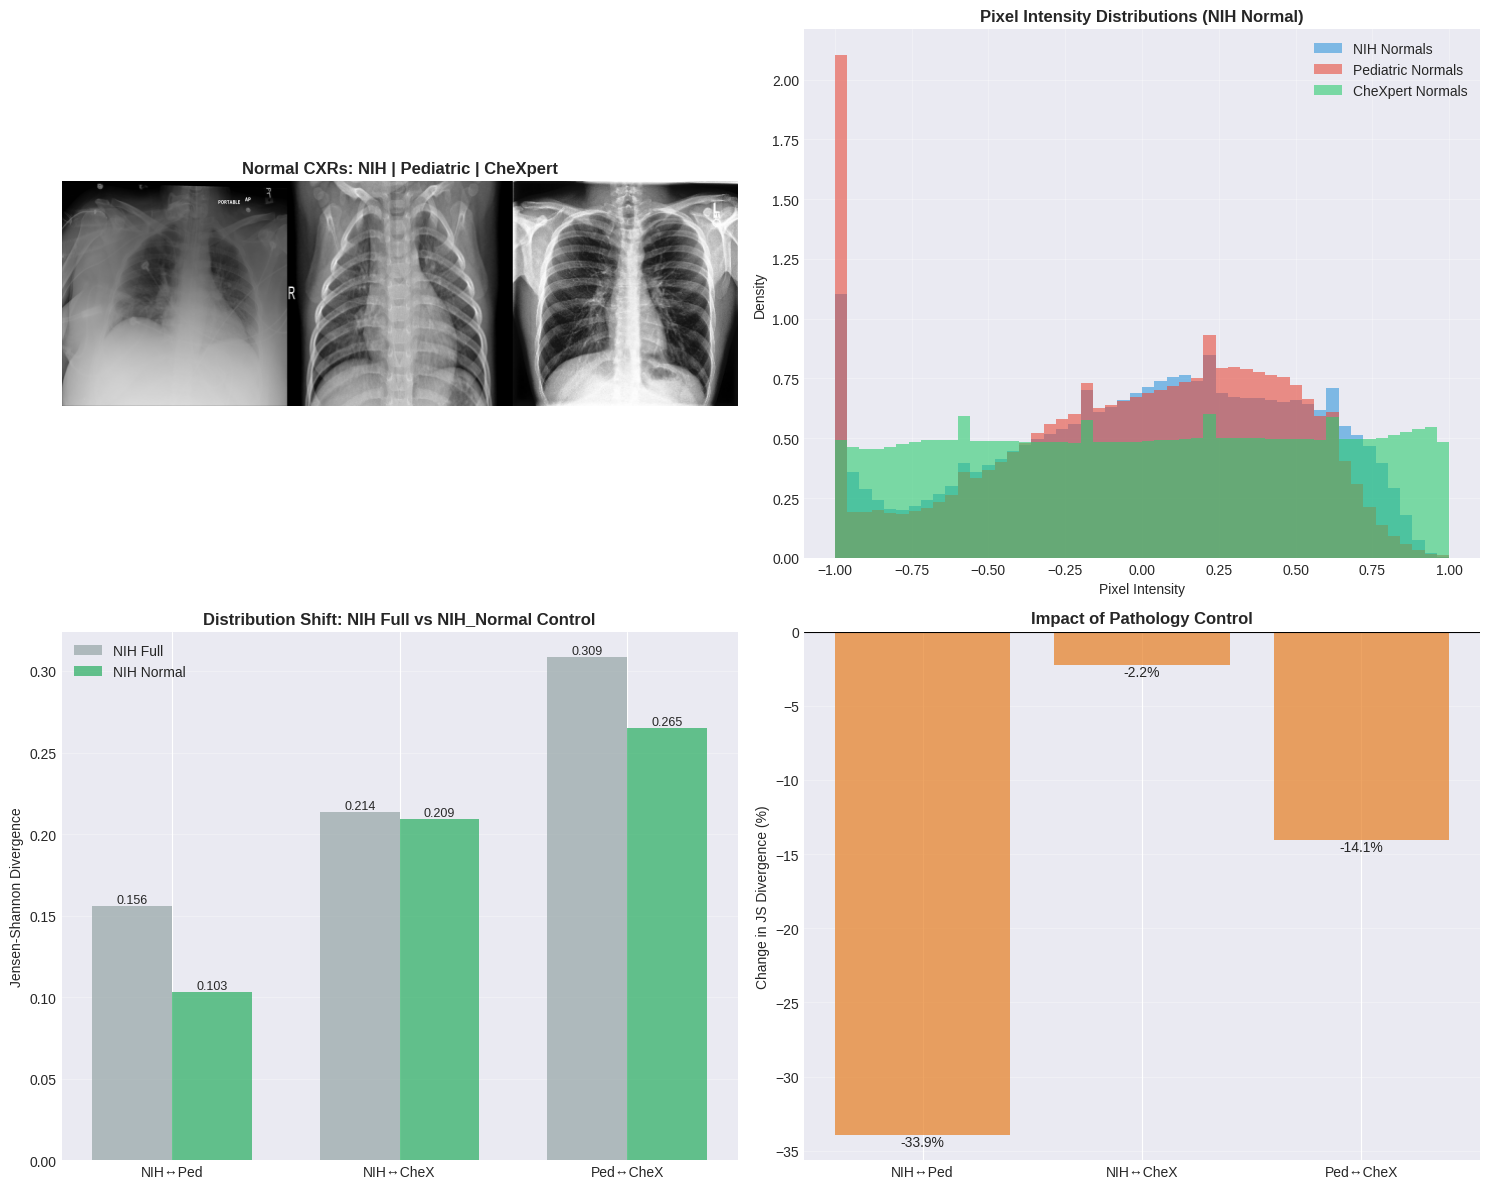 Normal CXRs: NIH | Pediatric | CheXpert
PORTABLE AP
R
R
L
Pixel Intensity Distributions (NIH Normal)
NIH Normals
Pediatric Normals
CheXpert Normals
Density
2.00
1.75
1.50
1.25
1.00
0.75
0.50
0.25
0.00
−1.00 −0.75 −0.50 −0.25 0.00 0.25 0.50 0.75 1.00
Pixel Intensity
Distribution Shift: NIH Full vs NIH_Normal Control
NIH Full
NIH Normal
Jensen-Shannon Divergence
0.30
0.25
0.20
0.15
0.10
0.05
0.00
0.156
0.103
0.214
0.209
0.309
0.265
NIH↔Ped NIH↔CheX Ped↔CheX
Impact of Pathology Control
Change in JS Divergence (%)
0
−5
−10
−15
−20
−25
−30
−35
-33.9%
-2.2%
-14.1%
NIH↔Ped NIH↔CheX Ped↔CheX